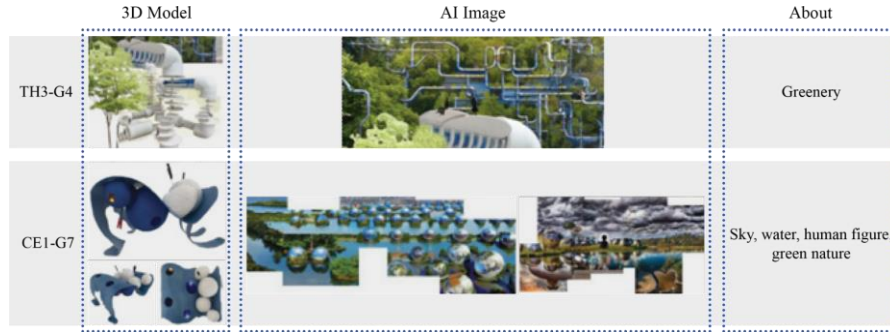 3D Model
AI Image
About
TH3-G4
Greenery
CE1-G7
Sky, water, human figure
green nature